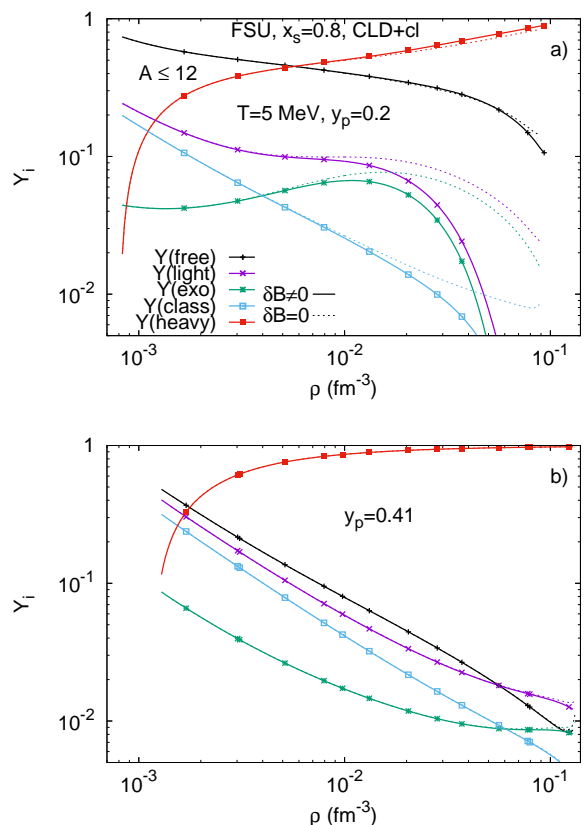 FSU, x_s=0.8, CLD+cl
a)
A ≤ 12
T=5 MeV, y_p=0.2
Y_i
1
10^-1
10^-2
Y(free)
Y(light)
Y(exo)
Y(class)
Y(heavy)
δB≠0
δB=0
10^-3
10^-2
10^-1
ρ (fm^-3)
b)
y_p=0.41
Y_i
1
10^-1
10^-2
10^-3
10^-2
10^-1
ρ (fm^-3)